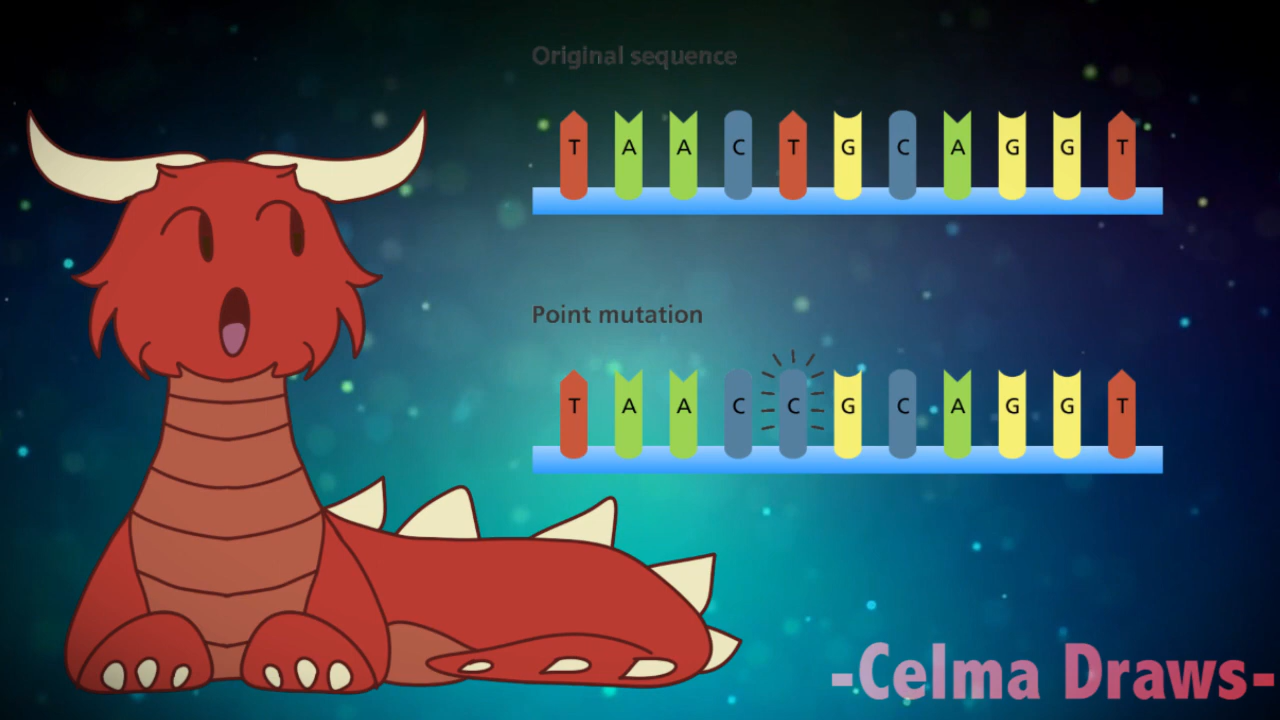 Original sequence
T A A C T G C A G G T
Point mutation
T A A C C G C A G G T
-Celma Draws-